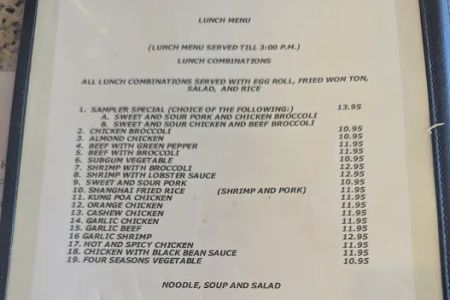 LUNCH MENU
(LUNCH MENU SERVED TILL 3:00 P.M.)
LUNCH COMBINATIONS
ALL LUNCH COMBINATIONS SERVED WITH EGG ROLL, FRIED WON TON,
SALAD, AND RICE
1. SAMPLER SPECIAL (CHOICE OF THE FOLLOWING:) 13.95
A. SWEET AND SOUR PORK AND CHICKEN BROCCOLI
B. SWEET AND SOUR CHICKEN AND BEEF BROCCOLI
2. CHICKEN BROCCOLI 10.95
3. ALMOND CHICKEN 10.95
4. BEEF WITH GREEN PEPPER 11.95
5. BEEF WITH BROCCOLI 11.95
6. SUBGUM VEGETABLE 10.95
7. SHRIMP WITH BROCCOLI 12.95
8. SHRIMP WITH LOBSTER SAUCE 12.95
9. SWEET AND SOUR PORK 10.95
10. SHANGHAI FRIED RICE (SHRIMP AND PORK) 11.95
11. KUNG POA CHICKEN 11.95
12. ORANGE CHICKEN 11.95
13. CASHEW CHICKEN 11.95
14. GARLIC CHICKEN 11.95
15. GARLIC BEEF 11.95
16 GARLIC SHRIMP 12.95
17. HOT AND SPICY CHICKEN 11.95
18. CHICKEN WITH BLACK BEAN SAUCE 11.95
19. FOUR SEASONS VEGETABLE 10.95
NOODLE, SOUP AND SALAD